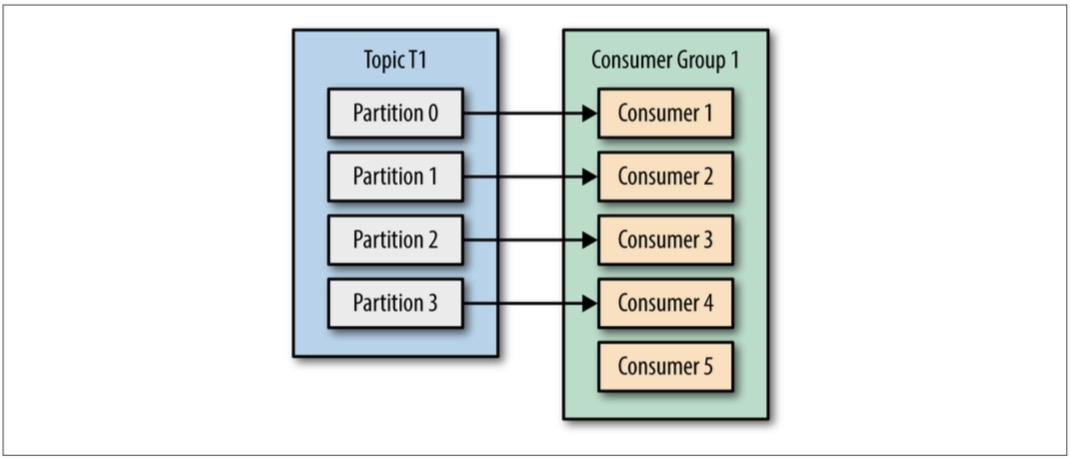 Topic T1
Partition 0
Partition 1
Partition 2
Partition 3
Consumer Group 1
Consumer 1
Consumer 2
Consumer 3
Consumer 4
Consumer 5